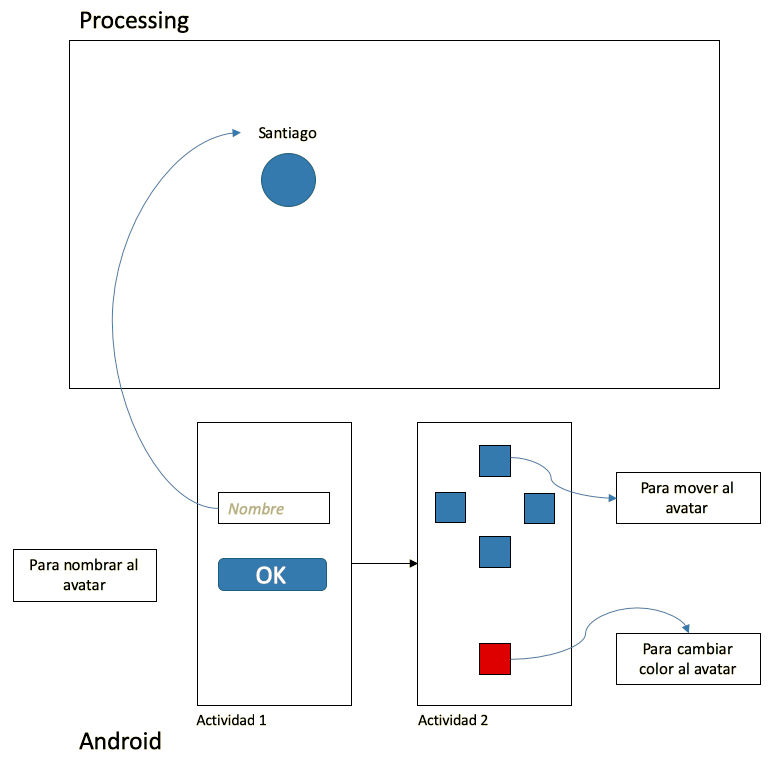 Processing
Santiago
Nombre
OK
Para nombrar al
avatar
Para mover al
avatar
Para cambiar
color al avatar
Actividad 1
Actividad 2
Android